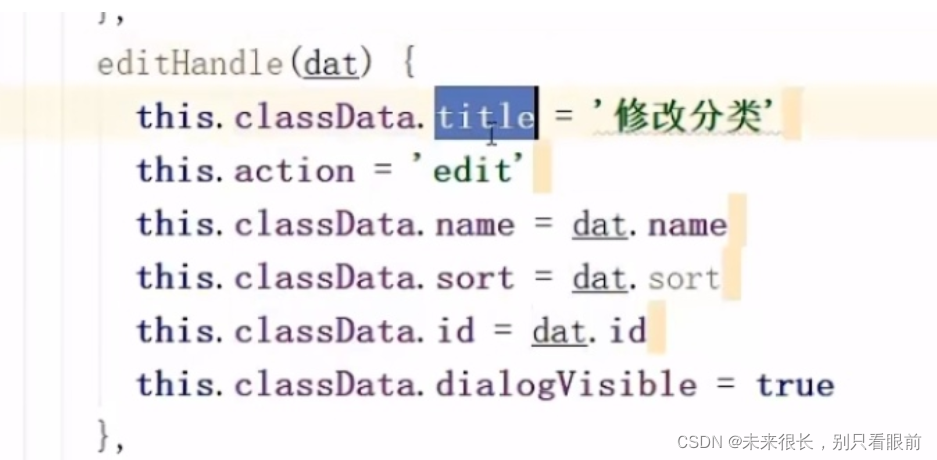 },
editHandle(dat) {
this.classData.title = '修改分类'
this.action = 'edit'
this.classData.name = dat.name
this.classData.sort = dat.sort
this.classData.id = dat.id
this.classData.dialogVisible = true
},
CSDN @未来很长，别只看眼前